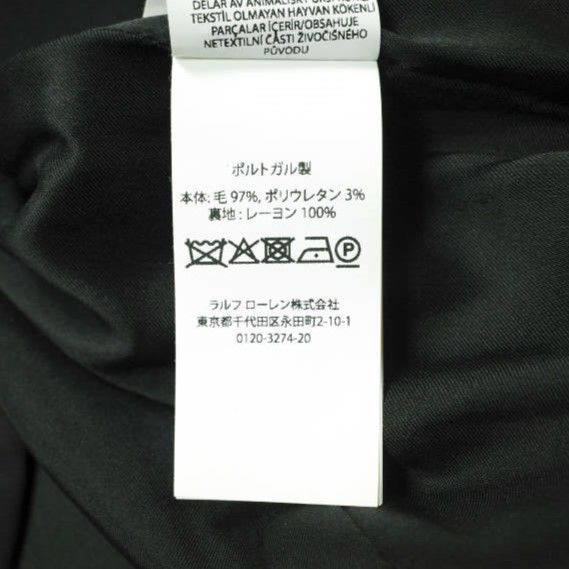 DELAR AV ANIMALISKT URSPRUNG
TEKSTİL OLMAYAN HAYVAN KÖKENLİ
PARÇALAR İÇERİR/OBSAHUJE
NETEXTILNÍ ČÁSTI ŽIVOČIŠNÉHO
PŮVODU
ポルトガル製
本体: 毛 97%, ポリウレタン 3%
裏地 : レーヨン 100%
P
ラルフ ローレン株式会社
東京都千代田区永田町2-10-1
0120-3274-20